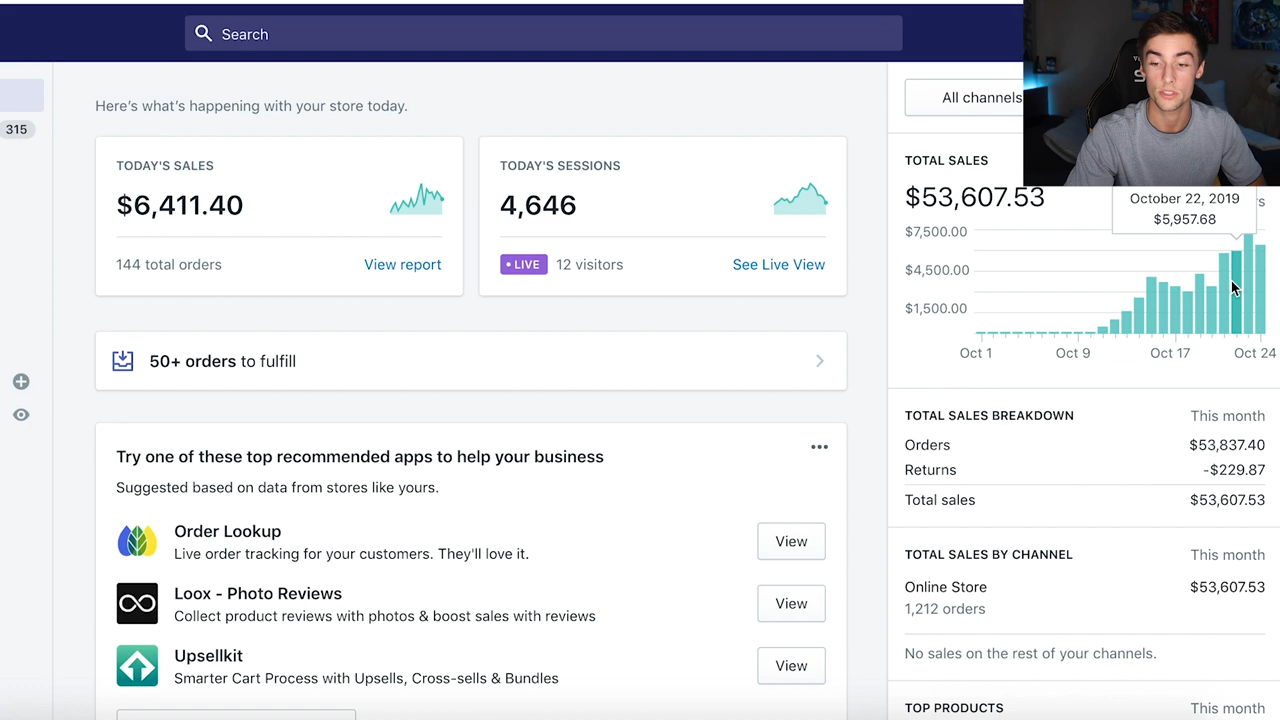 Search
315
Here's what's happening with your store today.
TODAY'S SALES
$6,411.40
144 total orders
View report
TODAY'S SESSIONS
4,646
• LIVE
12 visitors
See Live View
50+ orders to fulfill
Try one of these top recommended apps to help your business
Suggested based on data from stores like yours.
Order Lookup
Live order tracking for your customers. They'll love it.
View
Loox - Photo Reviews
Collect product reviews with photos & boost sales with reviews
View
Upsellkit
Smarter Cart Process with Upsells, Cross-sells & Bundles
View
All channels
TOTAL SALES
$53,607.53
October 22, 2019
$5,957.68
$7,500.00
$4,500.00
$1,500.00
Oct 1 Oct 9 Oct 17 Oct 24
TOTAL SALES BREAKDOWN This month
Orders $53,837.40
Returns -$229.87
Total sales $53,607.53
TOTAL SALES BY CHANNEL This month
Online Store $53,607.53
1,212 orders
No sales on the rest of your channels.
TOP PRODUCTS This month